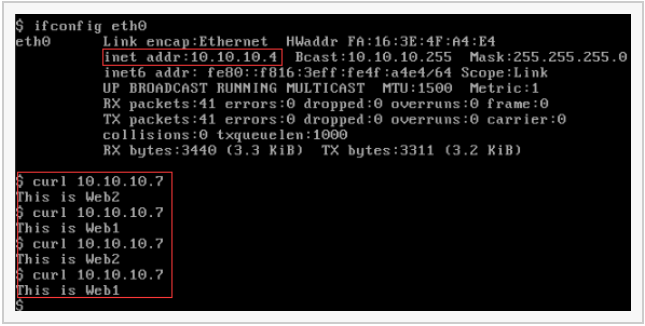 $ ifconfig eth0
eth0 Link encap:Ethernet HWaddr FA:16:3E:4F:A4:E4
inet addr:10.10.10.4 Bcast:10.10.10.255 Mask:255.255.255.0
inet6 addr: fe80::f816:3eff:fe4f:a4e4/64 Scope:Link
UP BROADCAST RUNNING MULTICAST MTU:1500 Metric:1
RX packets:41 errors:0 dropped:0 overruns:0 frame:0
TX packets:41 errors:0 dropped:0 overruns:0 carrier:0
collisions:0 txqueuelen:1000
RX bytes:3440 (3.3 KiB) TX bytes:3311 (3.2 KiB)
$ curl 10.10.10.7
This is Web2
$ curl 10.10.10.7
This is Web1
$ curl 10.10.10.7
This is Web2
$ curl 10.10.10.7
This is Web1
$